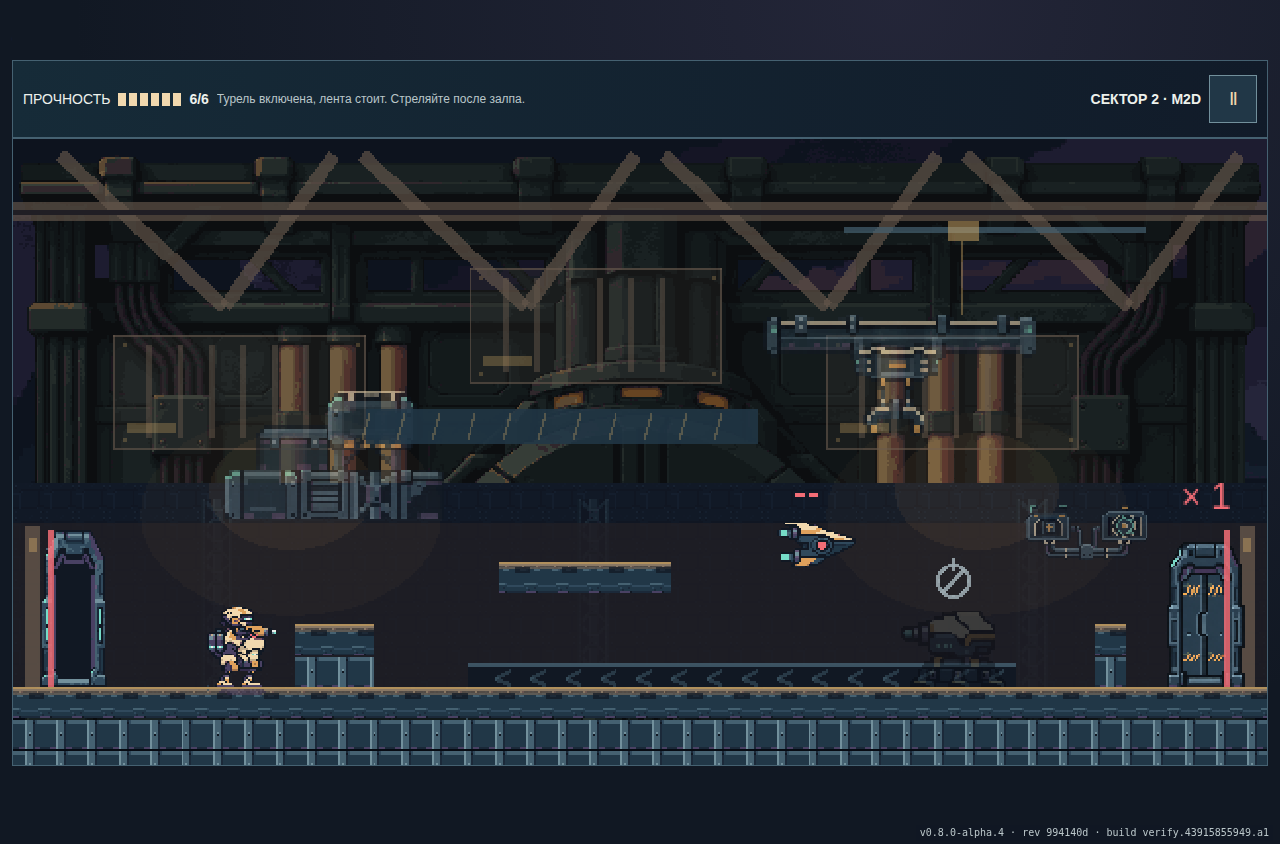 ПРОЧНОСТЬ 6/6 Турель включена, лента стоит. Стреляйте после залпа.
СЕКТОР 2 · M2D
II
--
× 1
v0.8.0-alpha.4 · rev 994140d · build verify.43915855949.a1